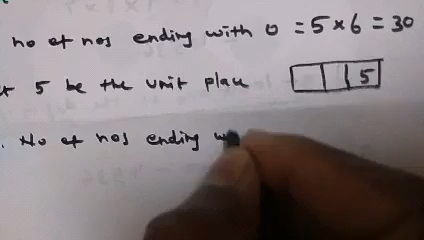 no of nos ending with 0 = 5 × 6 = 30
5 be the unit place 5
No of nos ending